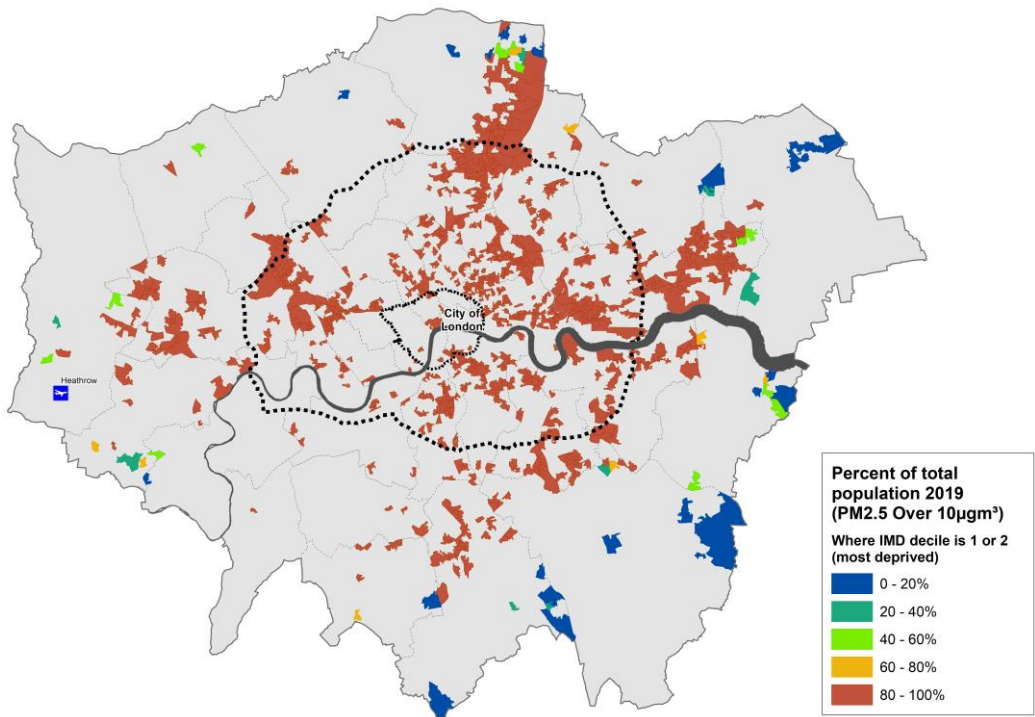 City of
London
Heathrow
Percent of total
population 2019
(PM2.5 Over 10µgm³)
Where IMD decile is 1 or 2
(most deprived)
0 - 20%
20 - 40%
40 - 60%
60 - 80%
80 - 100%